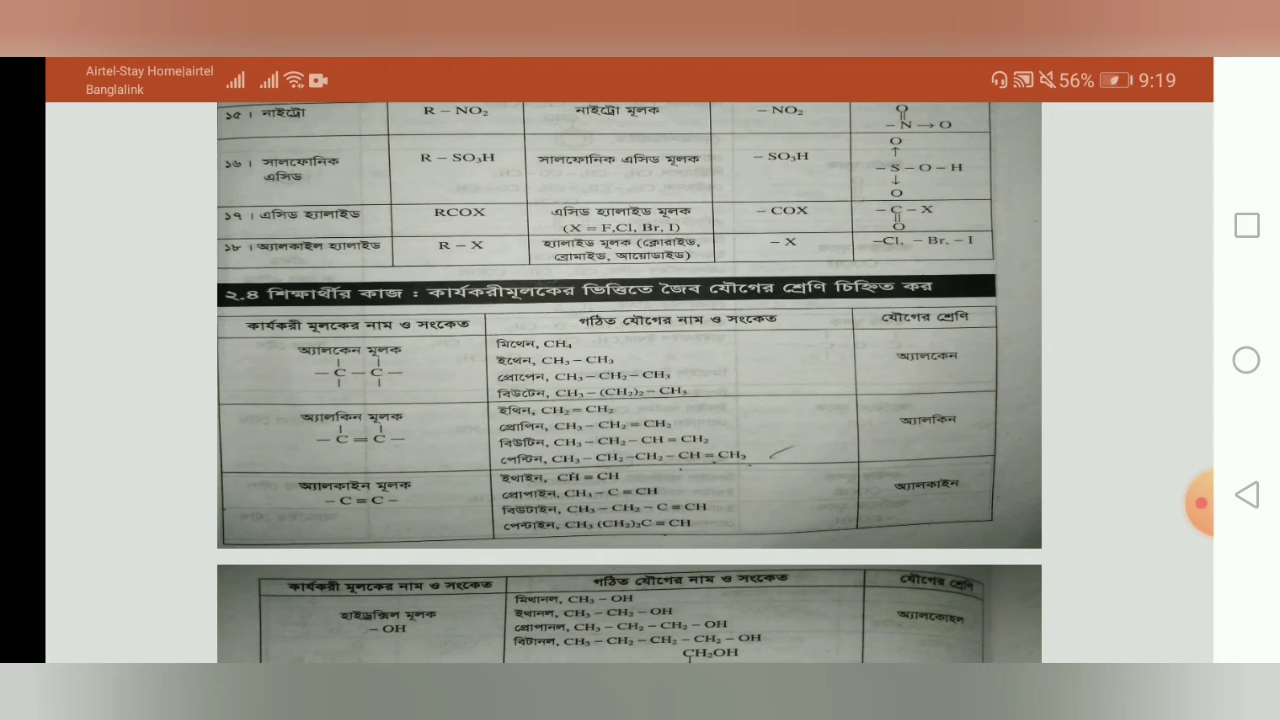 Airtel-Stay Home|airtel
Banglalink
56% 9:19
১৫। নাইট্রো R – NO₂ নাইট্রো মূলক – NO₂
O
– N → O
১৬। সালফোনিক এসিড R – SO₃H সালফোনিক এসিড মূলক – SO₃H
O
↑
– S – O – H
↓
O
১৭। এসিড হ্যালাইড RCOX এসিড হ্যালাইড মূলক – COX – C – X
(X = F,Cl, Br, I) O
১৮। অ্যালকাইল হ্যালাইড R – X হ্যালাইড মূলক (ক্লোরাইড, – X –Cl, – Br, – I
ব্রোমাইড, আয়োডাইড)
২.৪ শিক্ষার্থীর কাজ : কার্যকরীমূলকের ভিত্তিতে জৈব যৌগের শ্রেণি চিহ্নিত কর
কার্যকরী মূলকের নাম ও সংকেত গঠিত যৌগের নাম ও সংকেত যৌগের শ্রেণি
অ্যালকেন মূলক
– C – C –
মিথেন, CH₄
ইথেন, CH₃ – CH₃
প্রোপেন, CH₃ – CH₂ – CH₃
বিউটেন, CH₃ – (CH₂)₂ – CH₃
অ্যালকেন
অ্যালকিন মূলক
– C = C –
ইথিন, CH₂ = CH₂
প্রোপিন, CH₃ – CH₂ = CH₂
বিউটিন, CH₃ – CH₂ – CH = CH₂
পেন্টিন, CH₃ – CH₂ –CH₂ – CH = CH₂
অ্যালকিন
অ্যালকাইন মূলক
– C ≡ C –
ইথাইন, CH ≡ CH
প্রোপাইন, CH₃ – C ≡ CH
বিউটাইন, CH₃ – CH₂ – C ≡ CH
পেন্টাইন, CH₃ (CH₂)₂C ≡ CH
অ্যালকাইন
কার্যকরী মূলকের নাম ও সংকেত গঠিত যৌগের নাম ও সংকেত যৌগের শ্রেণি
হাইড্রক্সিল মূলক
– OH
মিথানল, CH₃ – OH
ইথানল, CH₃ – CH₂ – OH
প্রোপানল, CH₃ – CH₂ – CH₂ – OH
বিটানল, CH₃ – CH₂ – CH₂ – CH₂ – OH
CH₂OH
অ্যালকোহল